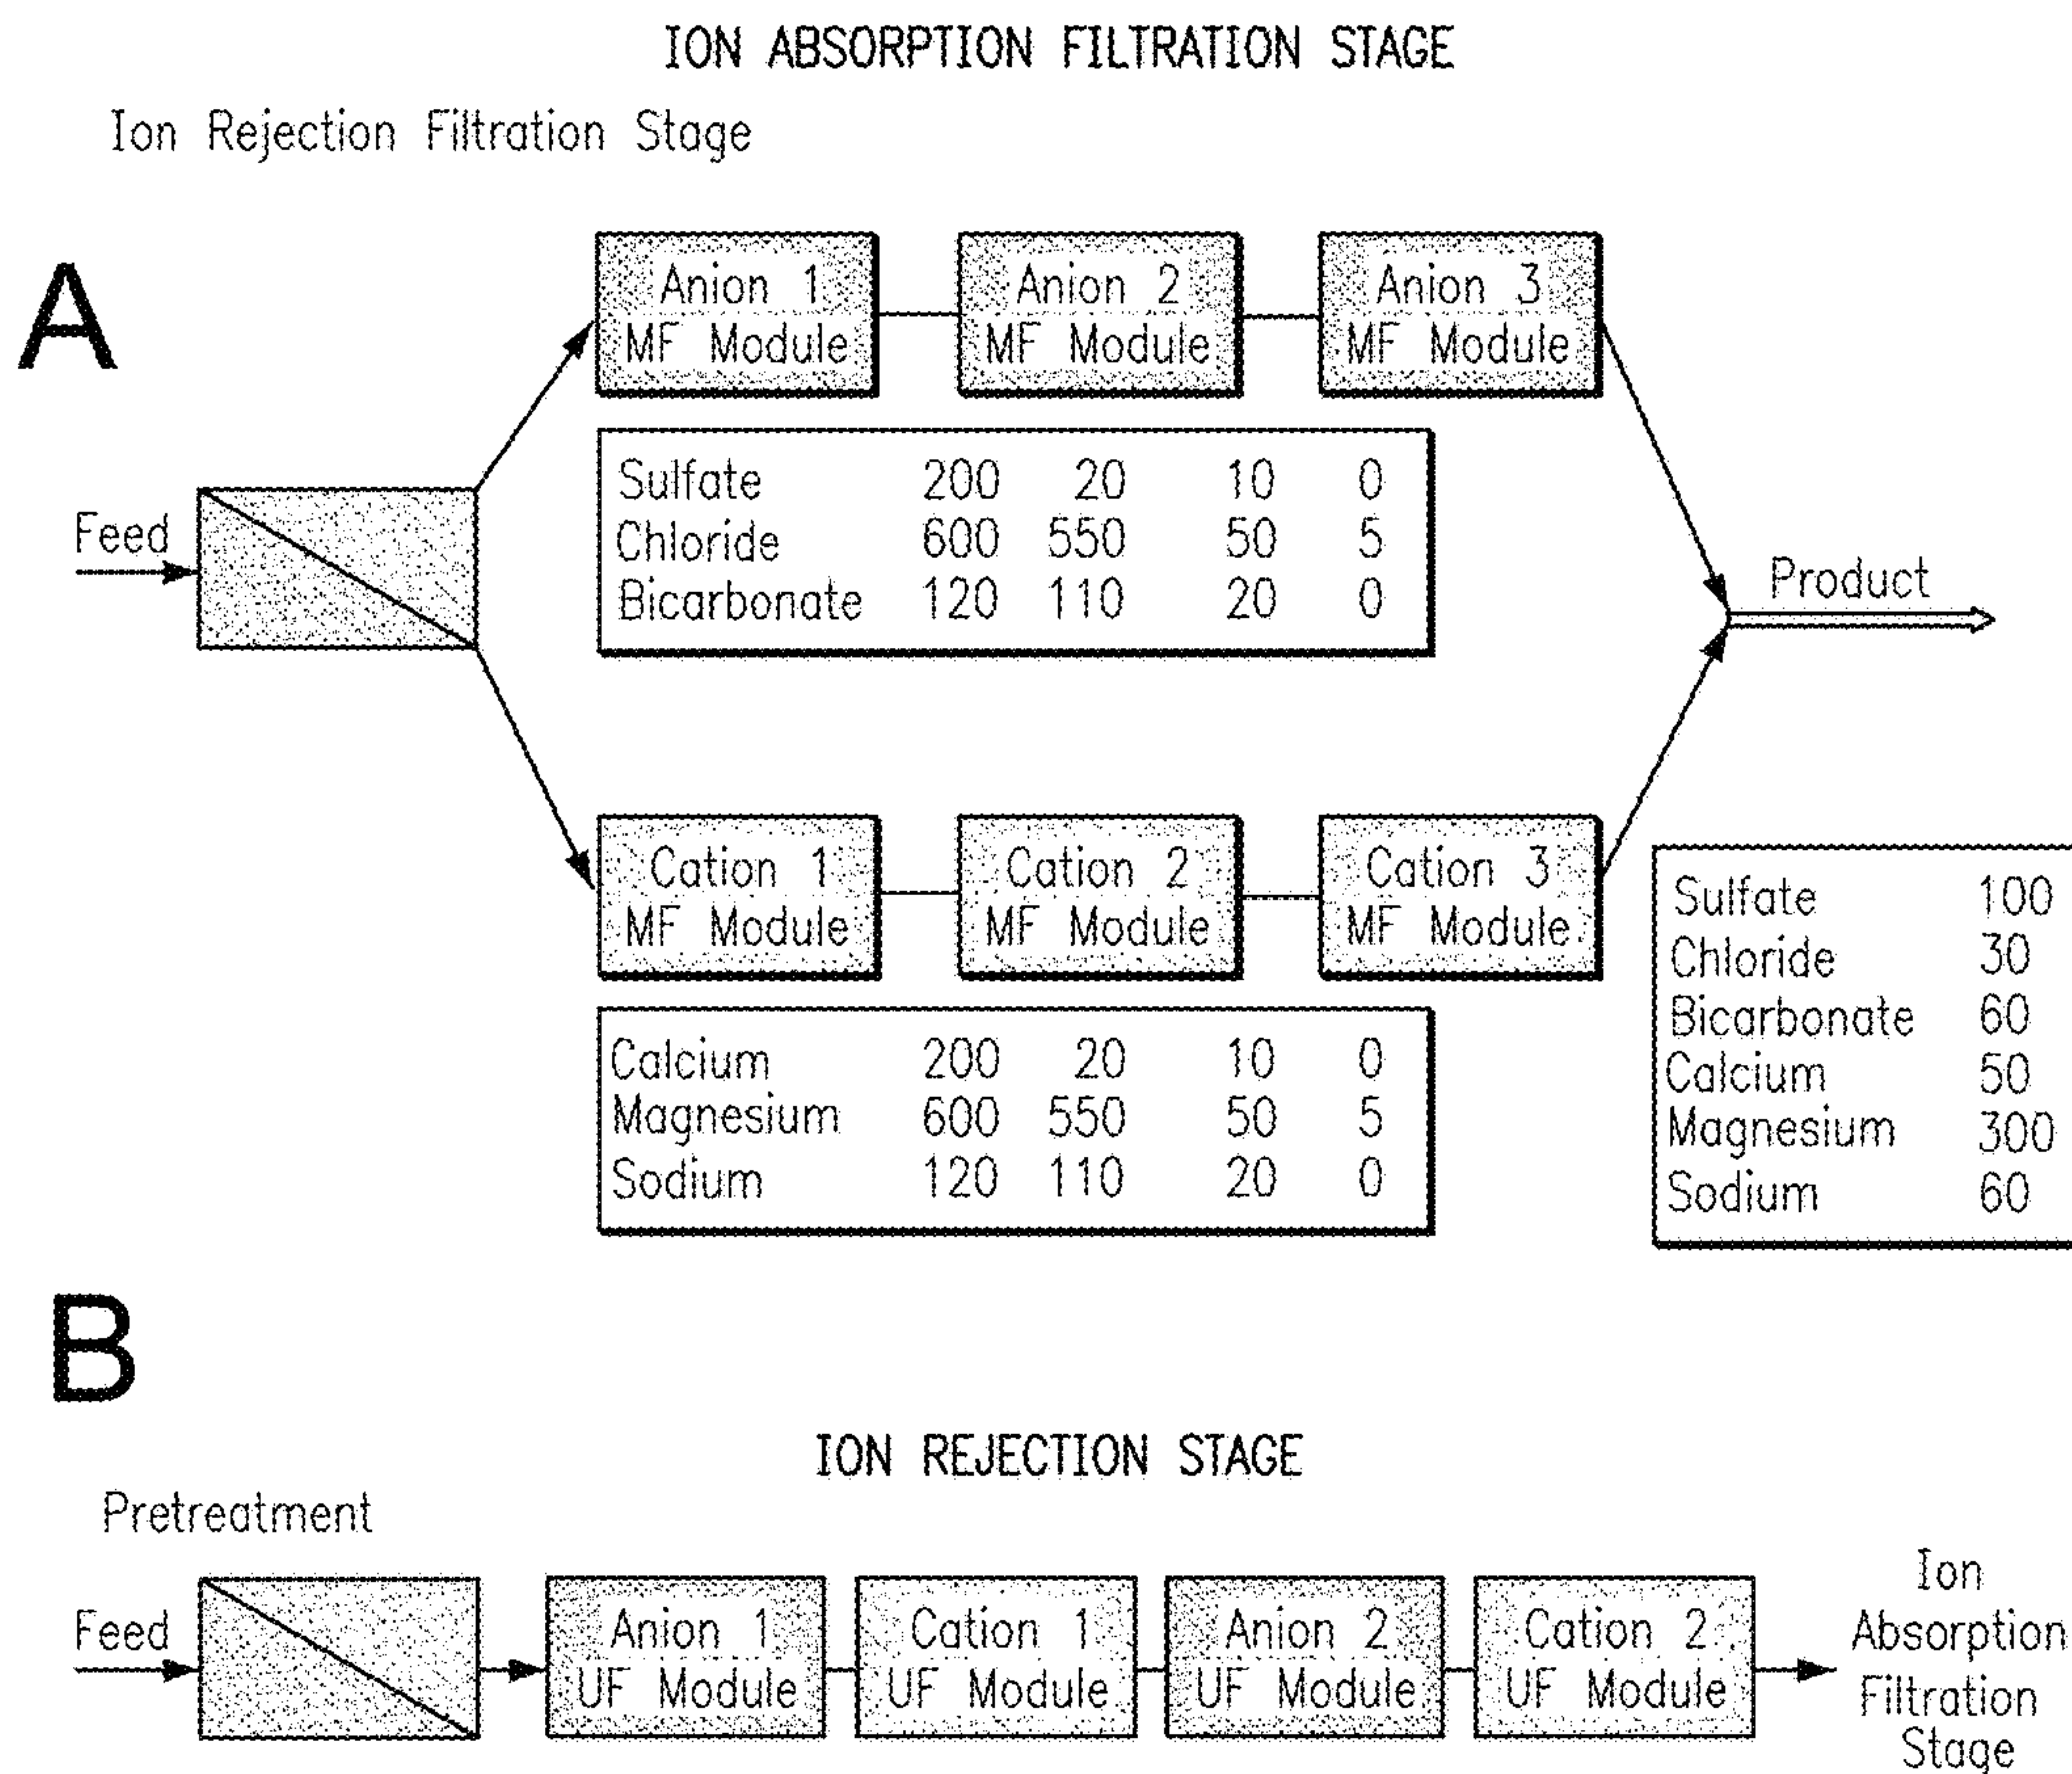 ION ABSORPTION FILTRATION STAGE
Ion Rejection Filtration Stage
A
Anion 1
MF Module
Anion 2
MF Module
Anion 3
MF Module
Feed
Sulfate 200 20 10 0
Chloride 600 550 50 5
Bicarbonate 120 110 20 0
Product
Cation 1
MF Module
Cation 2
MF Module
Cation 3
MF Module
Calcium 200 20 10 0
Magnesium 600 550 50 5
Sodium 120 110 20 0
Sulfate 100
Chloride 30
Bicarbonate 60
Calcium 50
Magnesium 300
Sodium 60
B
ION REJECTION STAGE
Pretreatment
Feed
Anion 1
UF Module
Cation 1
UF Module
Anion 2
UF Module
Cation 2
UF Module
Ion
Absorption
Filtration
Stage